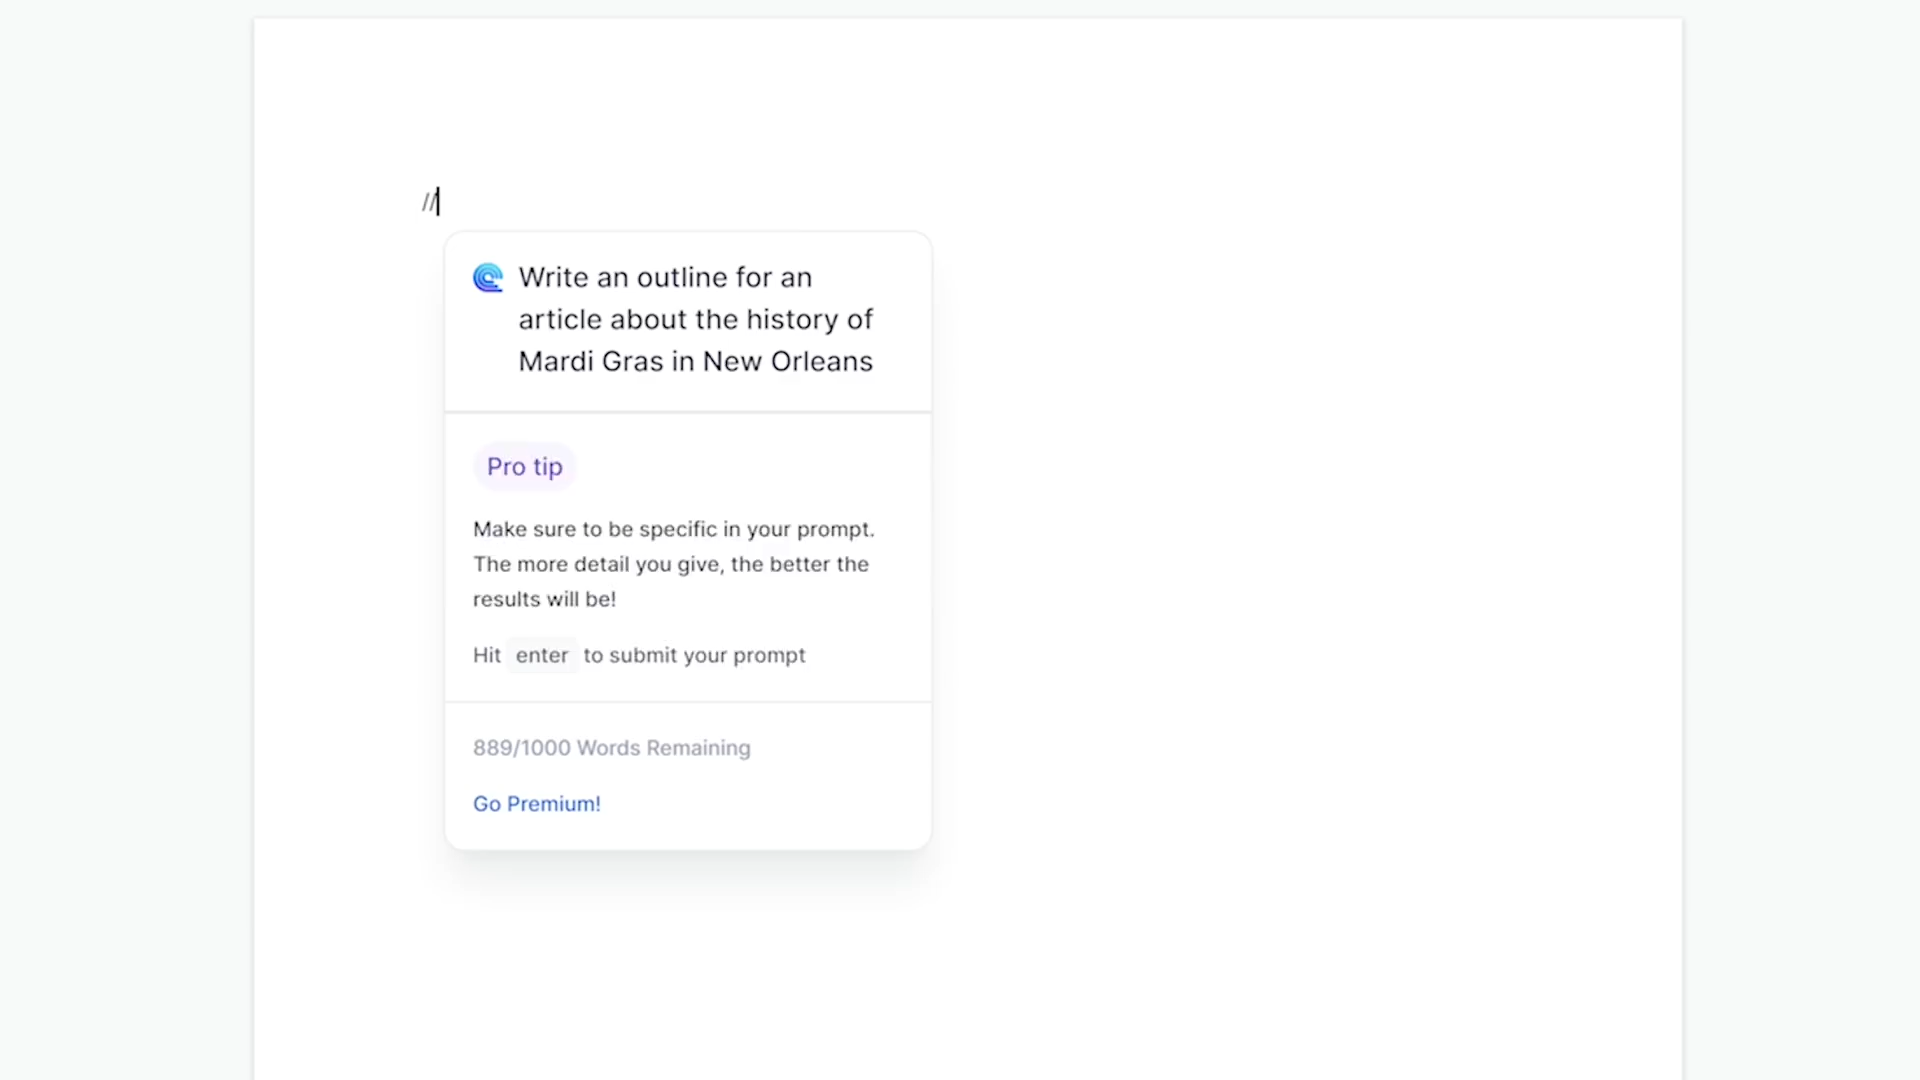 //
Write an outline for an
article about the history of
Mardi Gras in New Orleans
Pro tip
Make sure to be specific in your prompt.
The more detail you give, the better the
results will be!
Hit enter to submit your prompt
889/1000 Words Remaining
Go Premium!